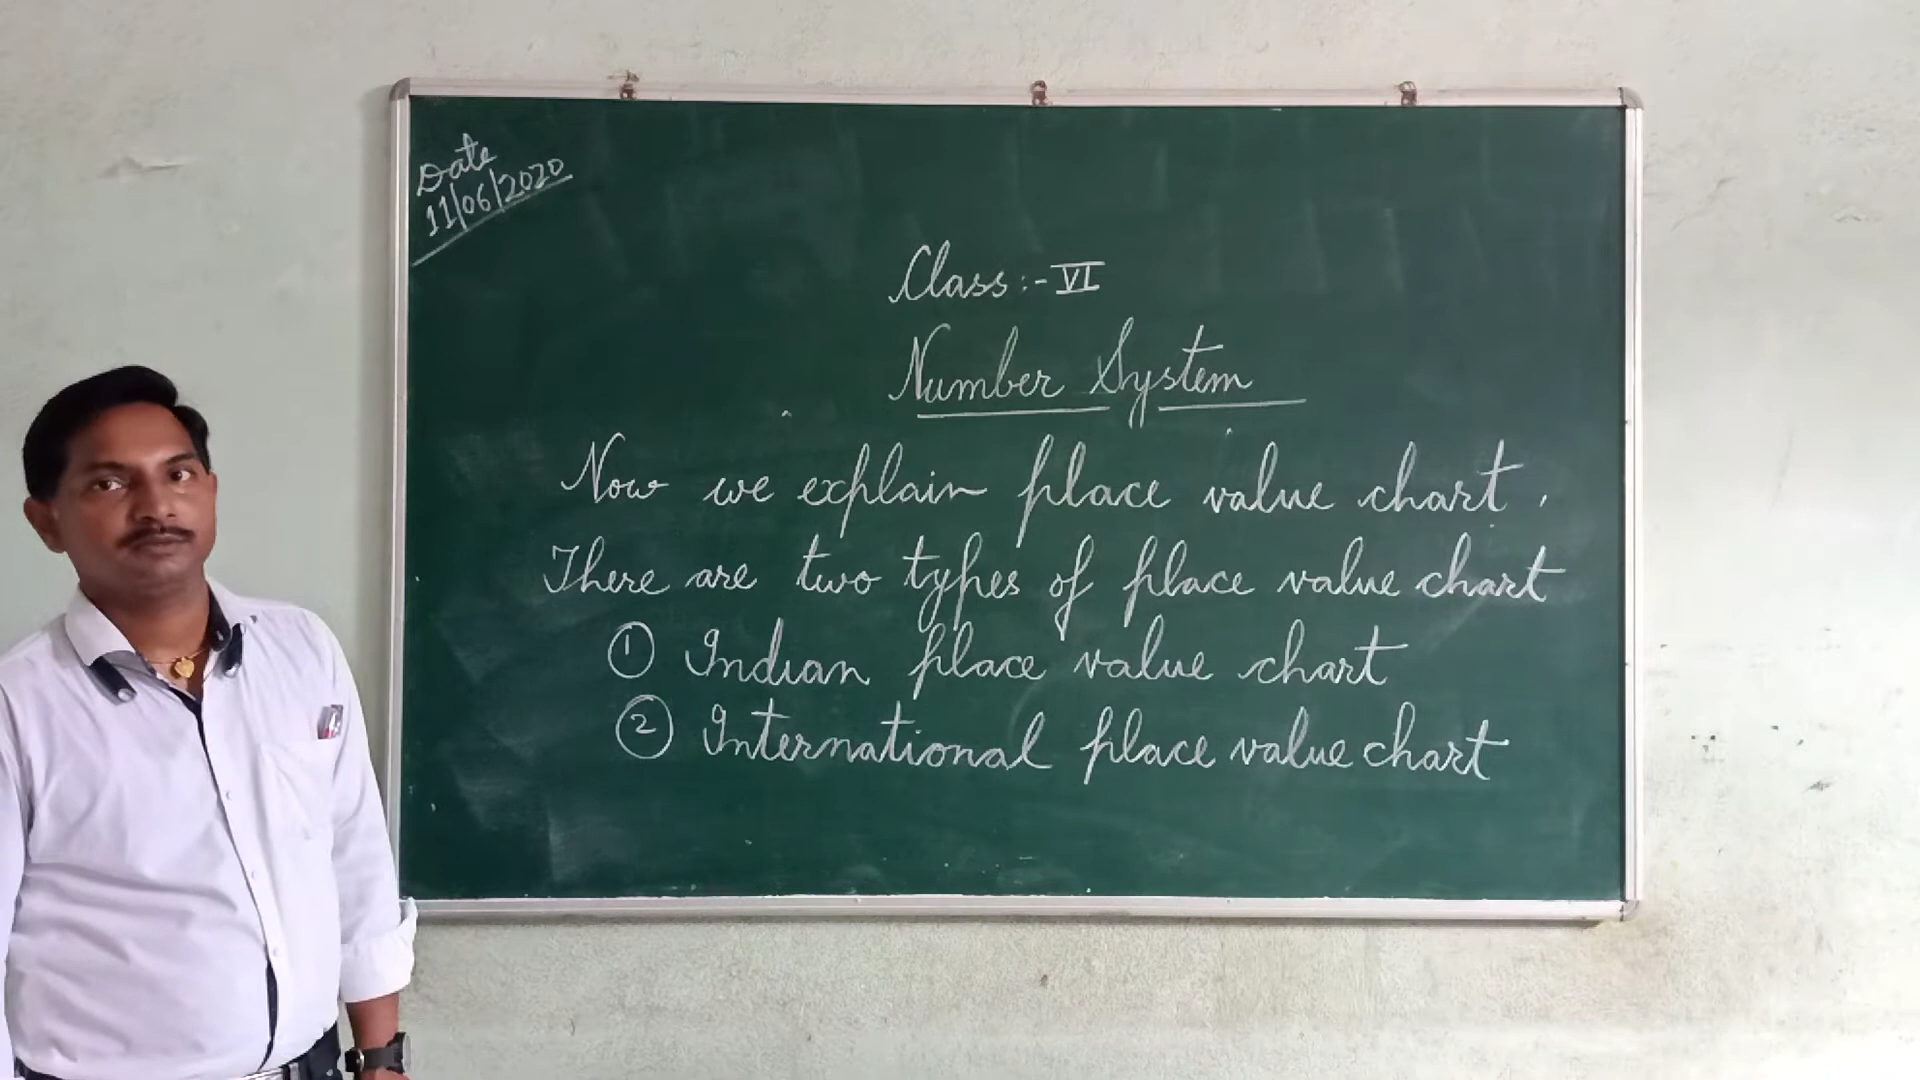 Date
11/06/2020
Class :- VI
Number System
Now we explain place value chart.
There are two types of place value chart
① Indian place value chart
② International place value chart